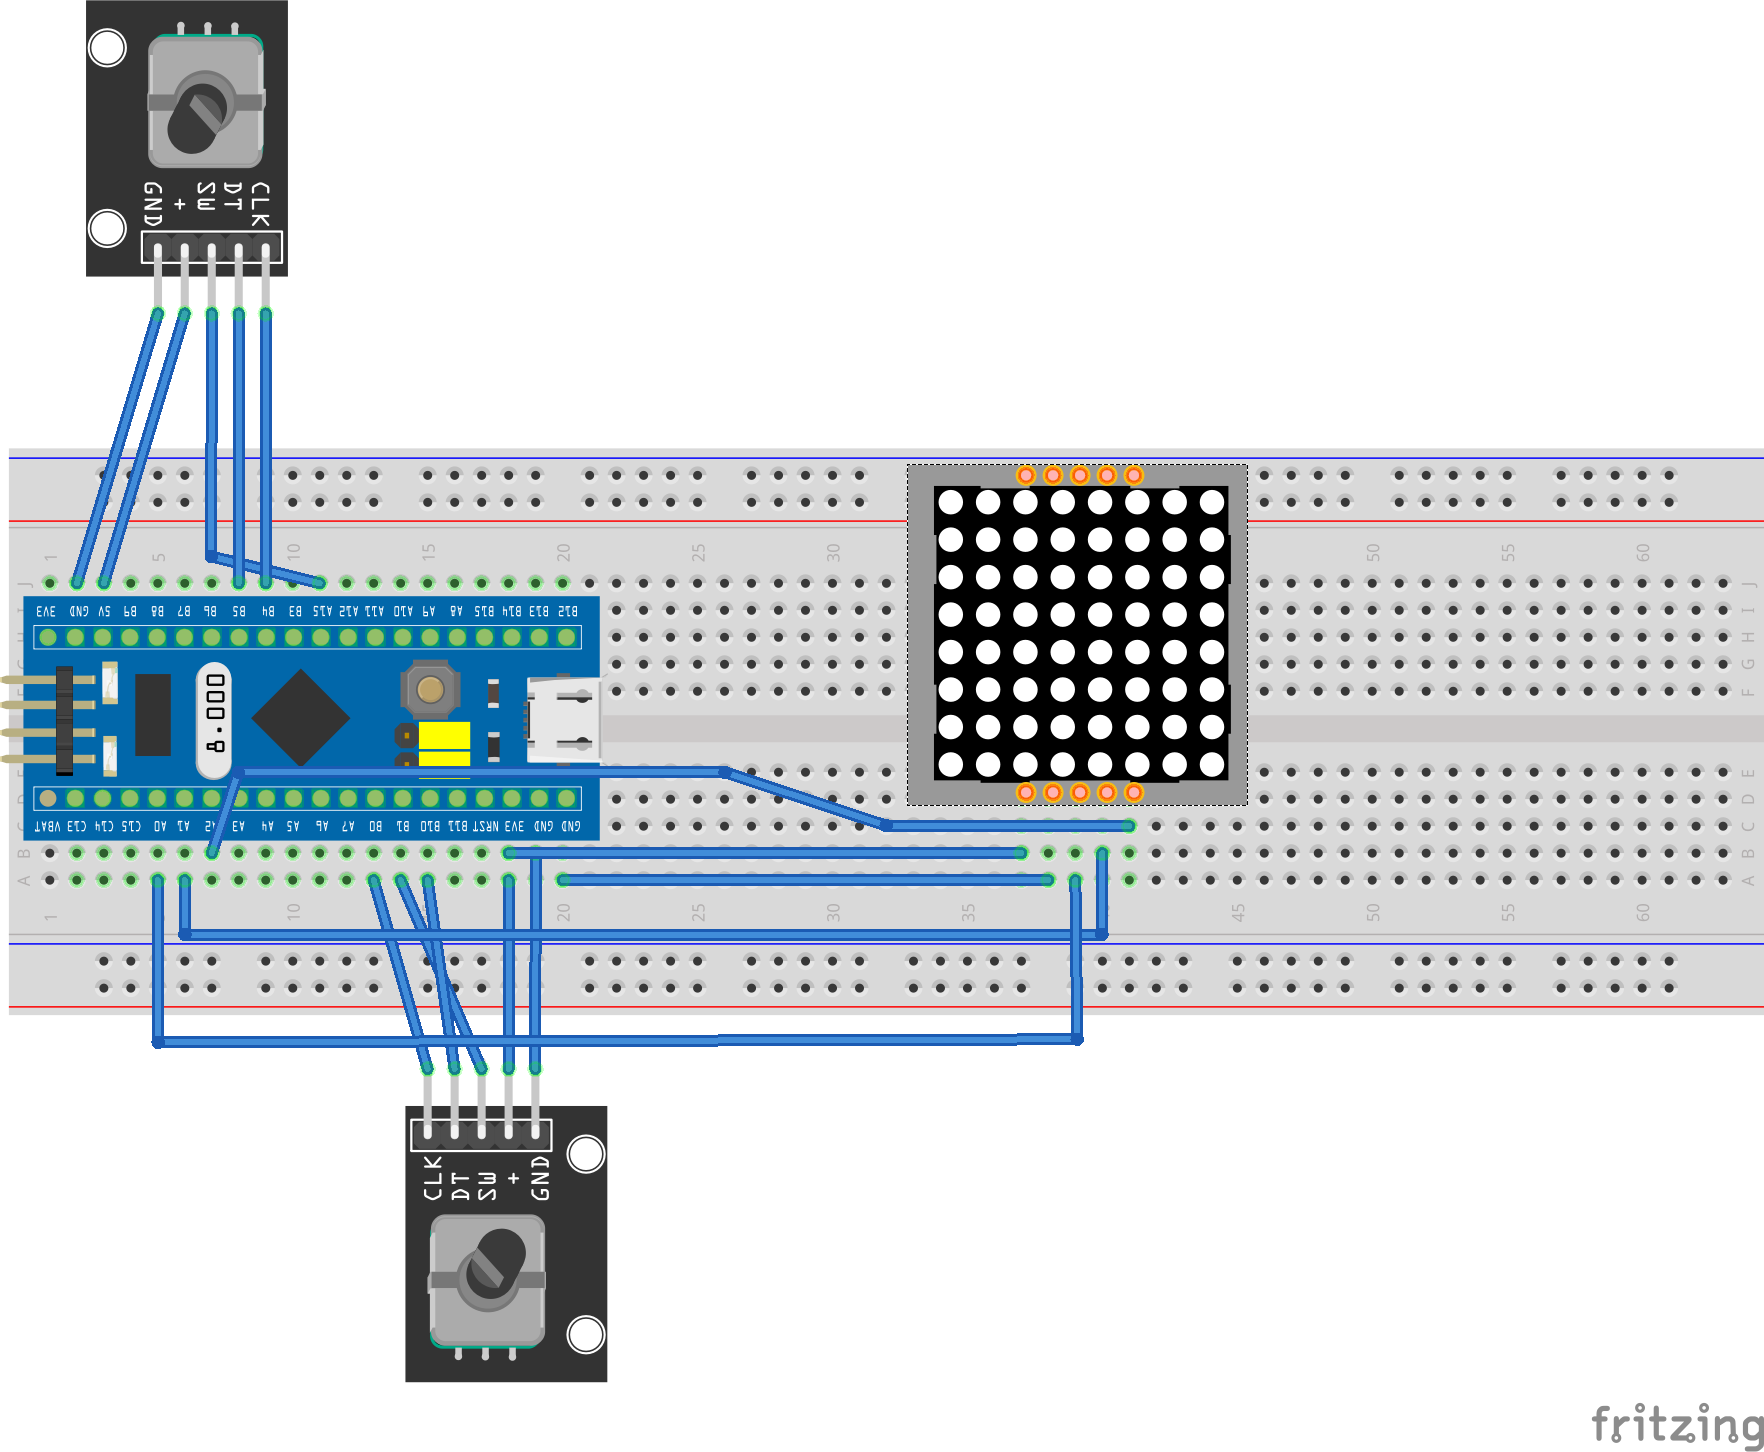 GND + SW DT CLK
1 5 10 15 20 25 30 50 55 60
J J
3V3 GND 5V B9 B8 B7 B6 B5 B4 B3 A15 A12 A11 A10 A9 A8 B15 B14 B13 B12
I
H H
G G
F F
8.000
E
D D
VBAT C13 C14 C15 A0 A1 A2 A3 A4 A5 A6 A7 B0 B1 B10 B11 NRST 3V3 GND GND
C C
B B
A A
1 10 20 25 30 35 45 50 55 60
CLK DT SW + GND
fritzing